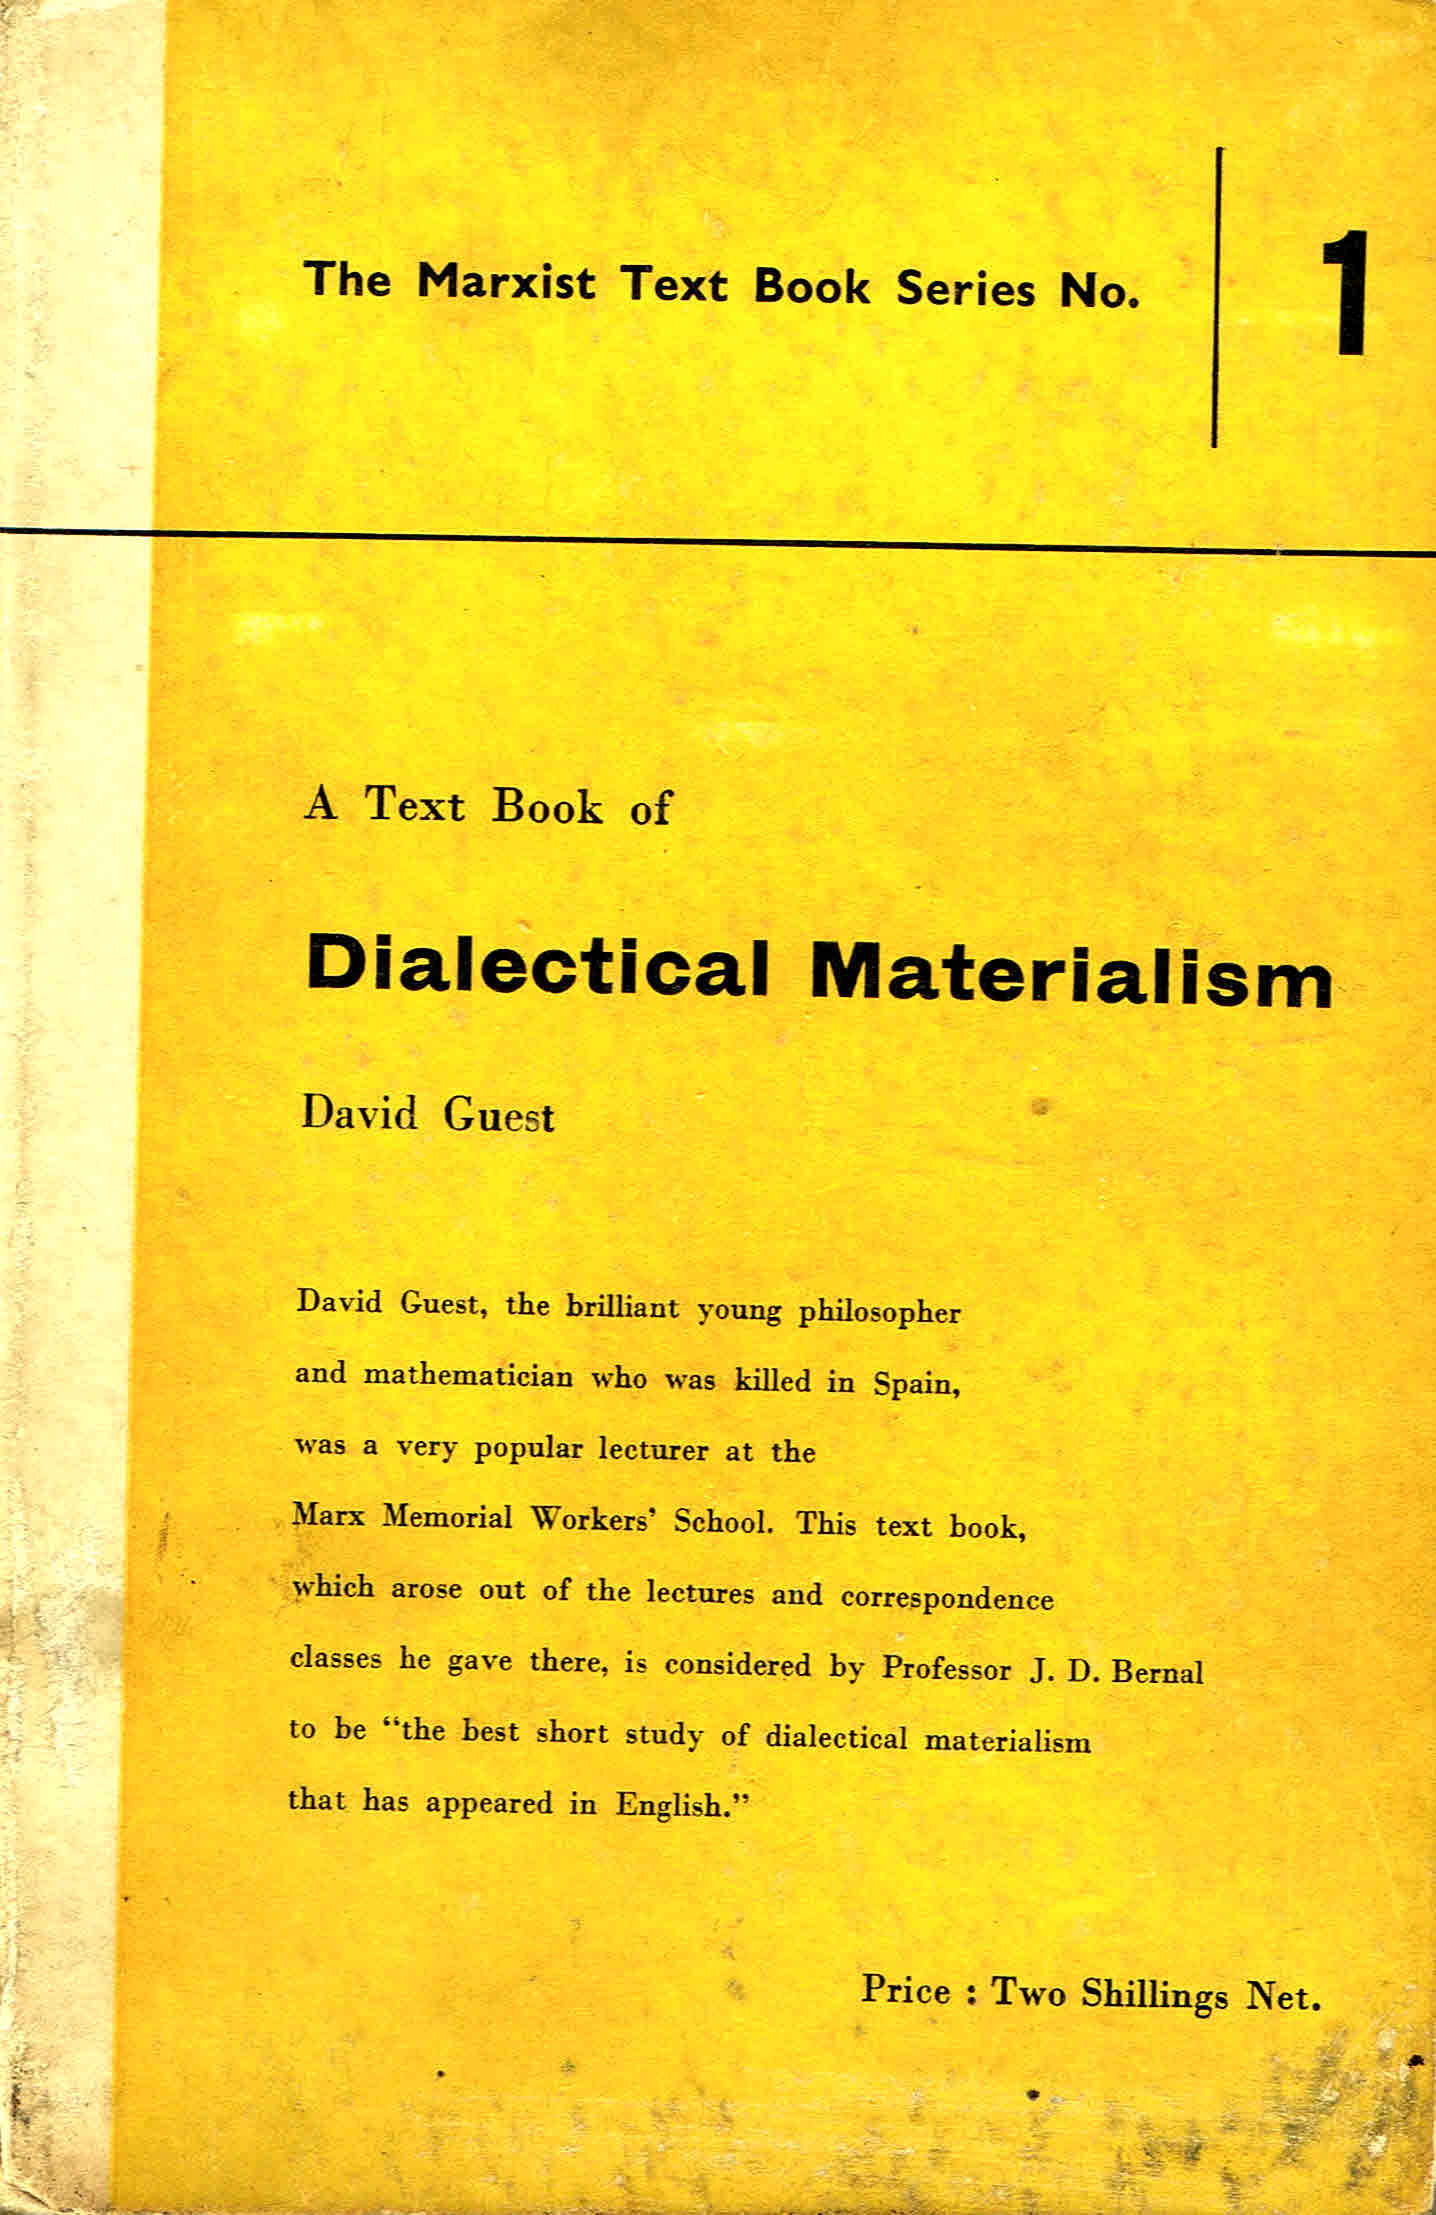 The Marxist Text Book Series No. 1
A Text Book of
Dialectical Materialism
David Guest
David Guest, the brilliant young philosopher
and mathematician who was killed in Spain,
was a very popular lecturer at the
Marx Memorial Workers' School. This text book,
which arose out of the lectures and correspondence
classes he gave there, is considered by Professor J. D. Bernal
to be “the best short study of dialectical materialism
that has appeared in English.”
Price : Two Shillings Net.